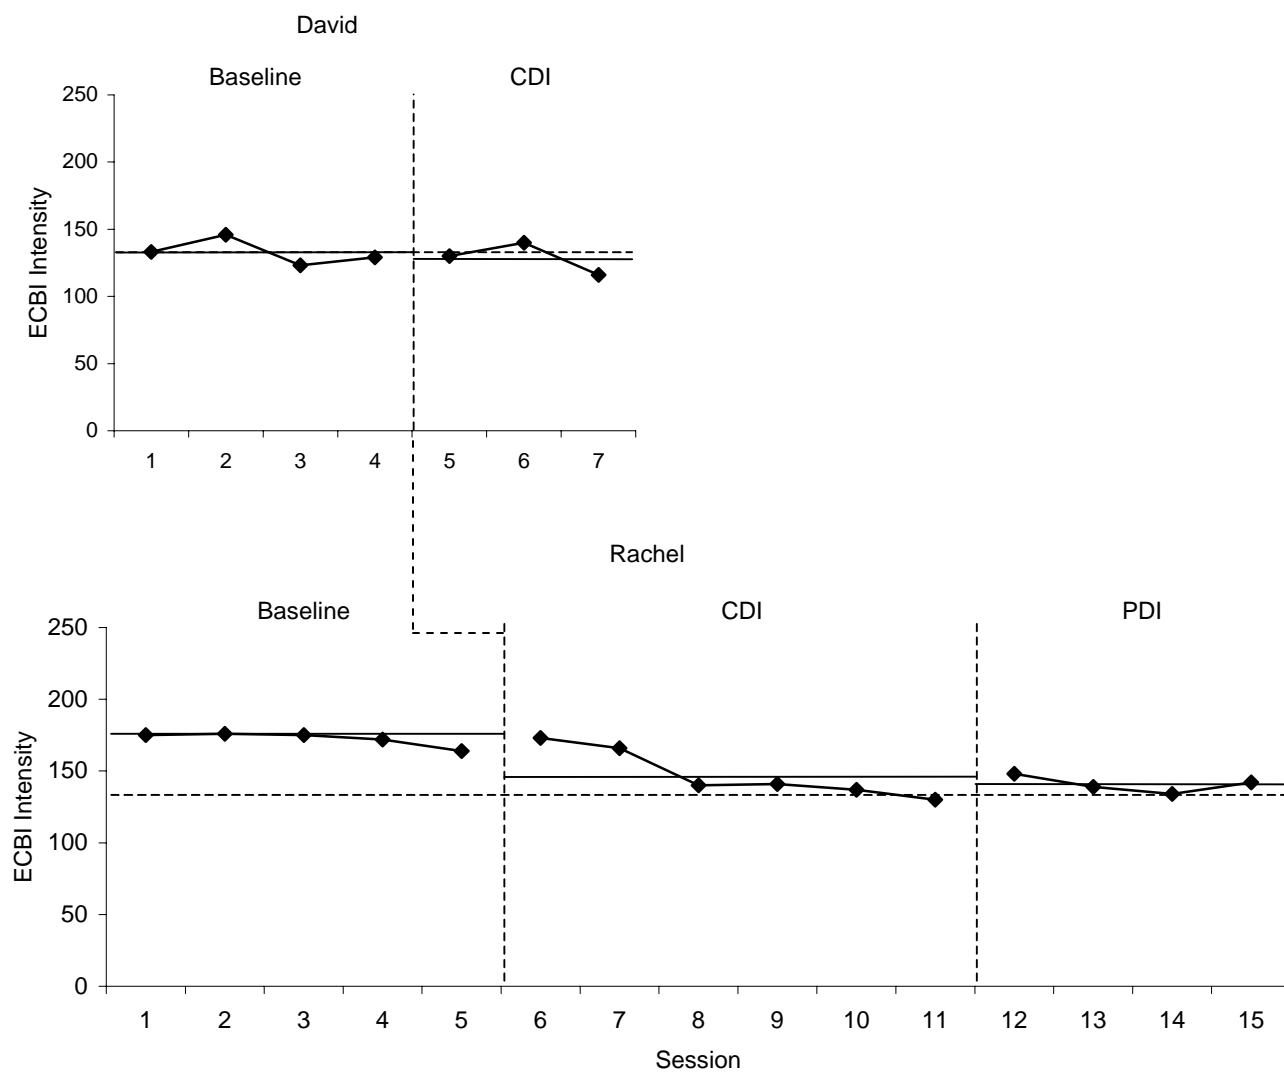 David
Baseline CDI
250
200
150
100
50
0
ECBI Intensity
1 2 3 4 5 6 7
Rachel
Baseline CDI PDI
250
200
150
100
50
0
ECBI Intensity
1 2 3 4 5 6 7 8 9 10 11 12 13 14 15
Session